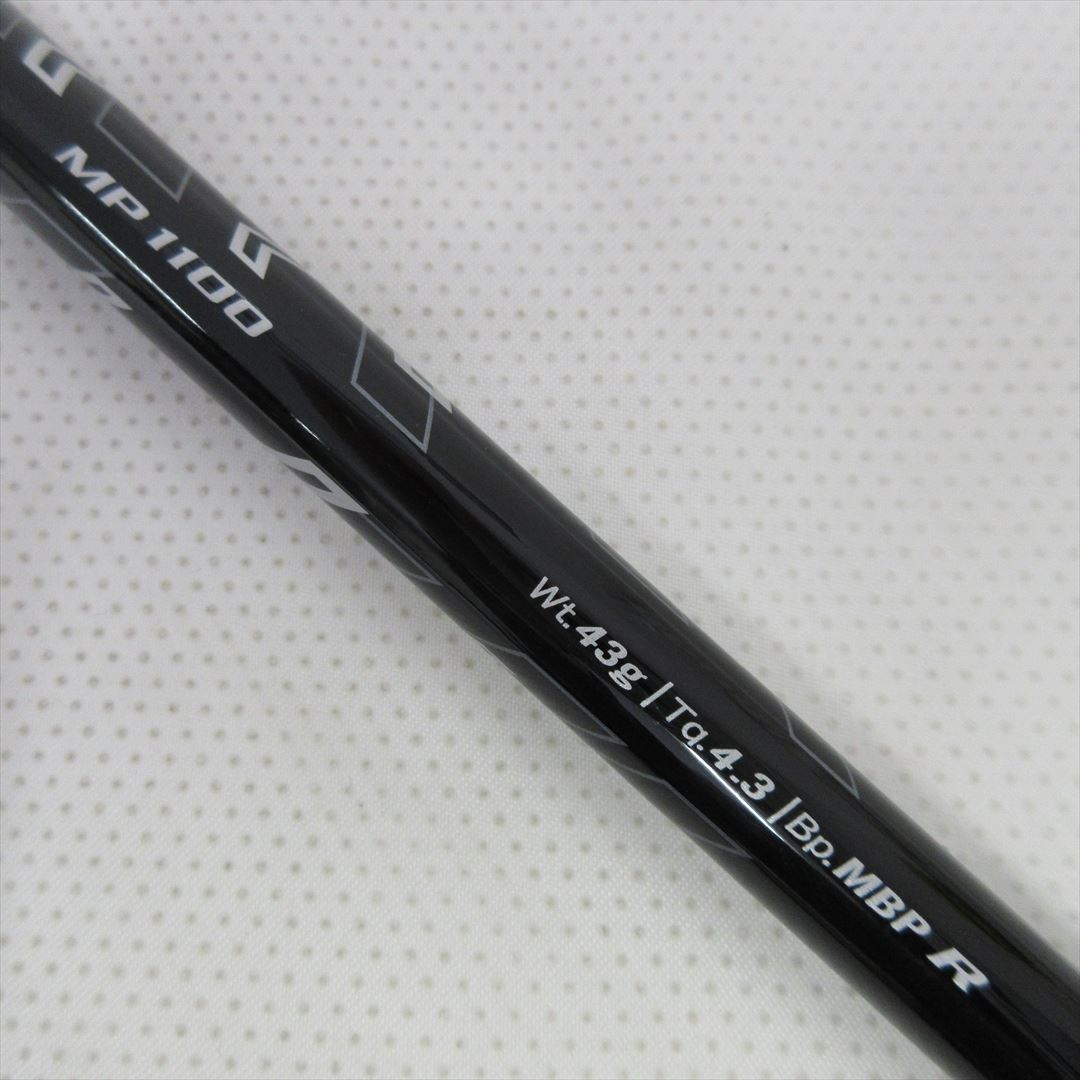 MP 1100
Wt.43g | Tq.4.3 | Bp.MBP R